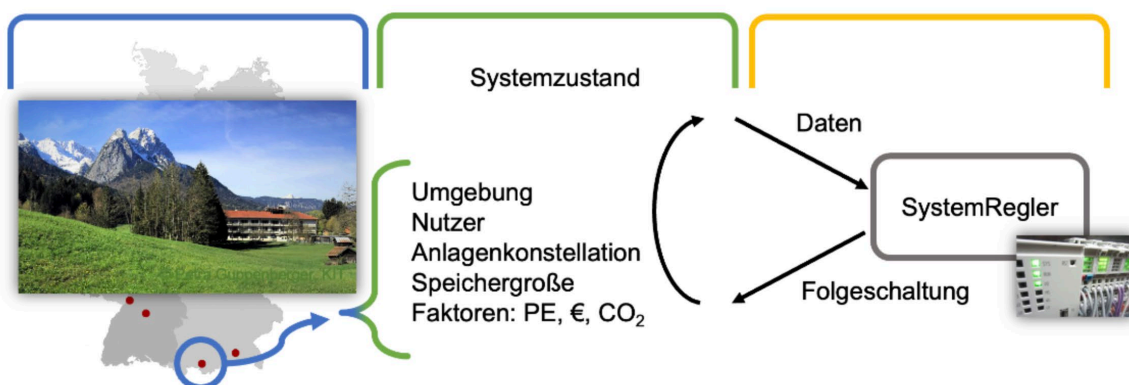 Systemzustand
Daten
SystemRegler
Folgeschaltung
Umgebung
Nutzer
Anlagenkonstellation
Speichergroße
Faktoren: PE, €, CO₂